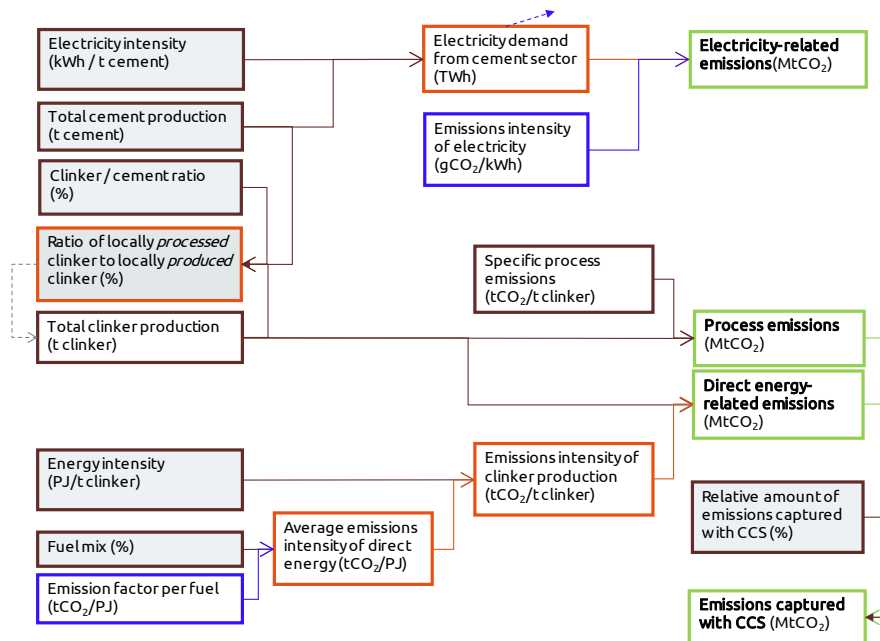 Electricity intensity
(kWh / t cement)
Electricity demand
from cement sector
(TWh)
Electricity-related
emissions(MtCO₂)
Total cement production
(t cement)
Emissions intensity
of electricity
(gCO₂/kWh)
Clinker / cement ratio
(%)
Ratio of locally processed
clinker to locally produced
clinker (%)
Specific process
emissions
(tCO₂/t clinker)
Total clinker production
(t clinker)
Process emissions
(MtCO₂)
Direct energy-
related emissions
(MtCO₂)
Energy intensity
(PJ/t clinker)
Emissions intensity of
clinker production
(tCO₂/t clinker)
Relative amount of
emissions captured
with CCS (%)
Fuel mix (%)
Average emissions
intensity of direct
energy (tCO₂/PJ)
Emission factor per fuel
(tCO₂/PJ)
Emissions captured
with CCS (MtCO₂)